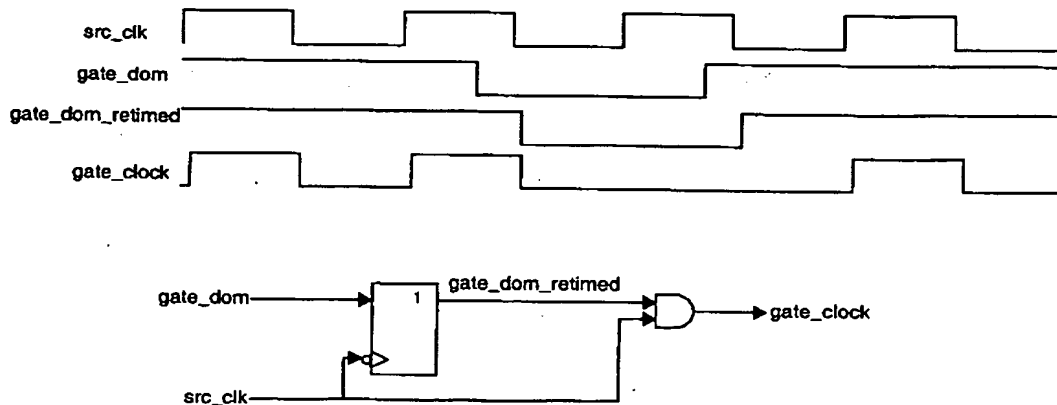 src_clk
gate_dom
gate_dom_retimed
gate_clock
gate_dom_retimed
1
gate_dom
gate_clock
src_clk